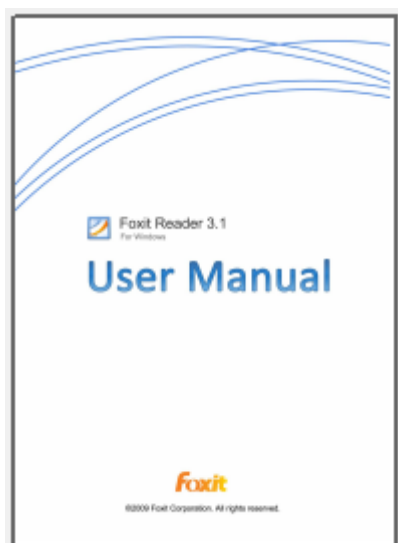 Foxit Reader 3.1
For Windows
User Manual
Foxit
©2009 Foxit Corporation. All rights reserved.